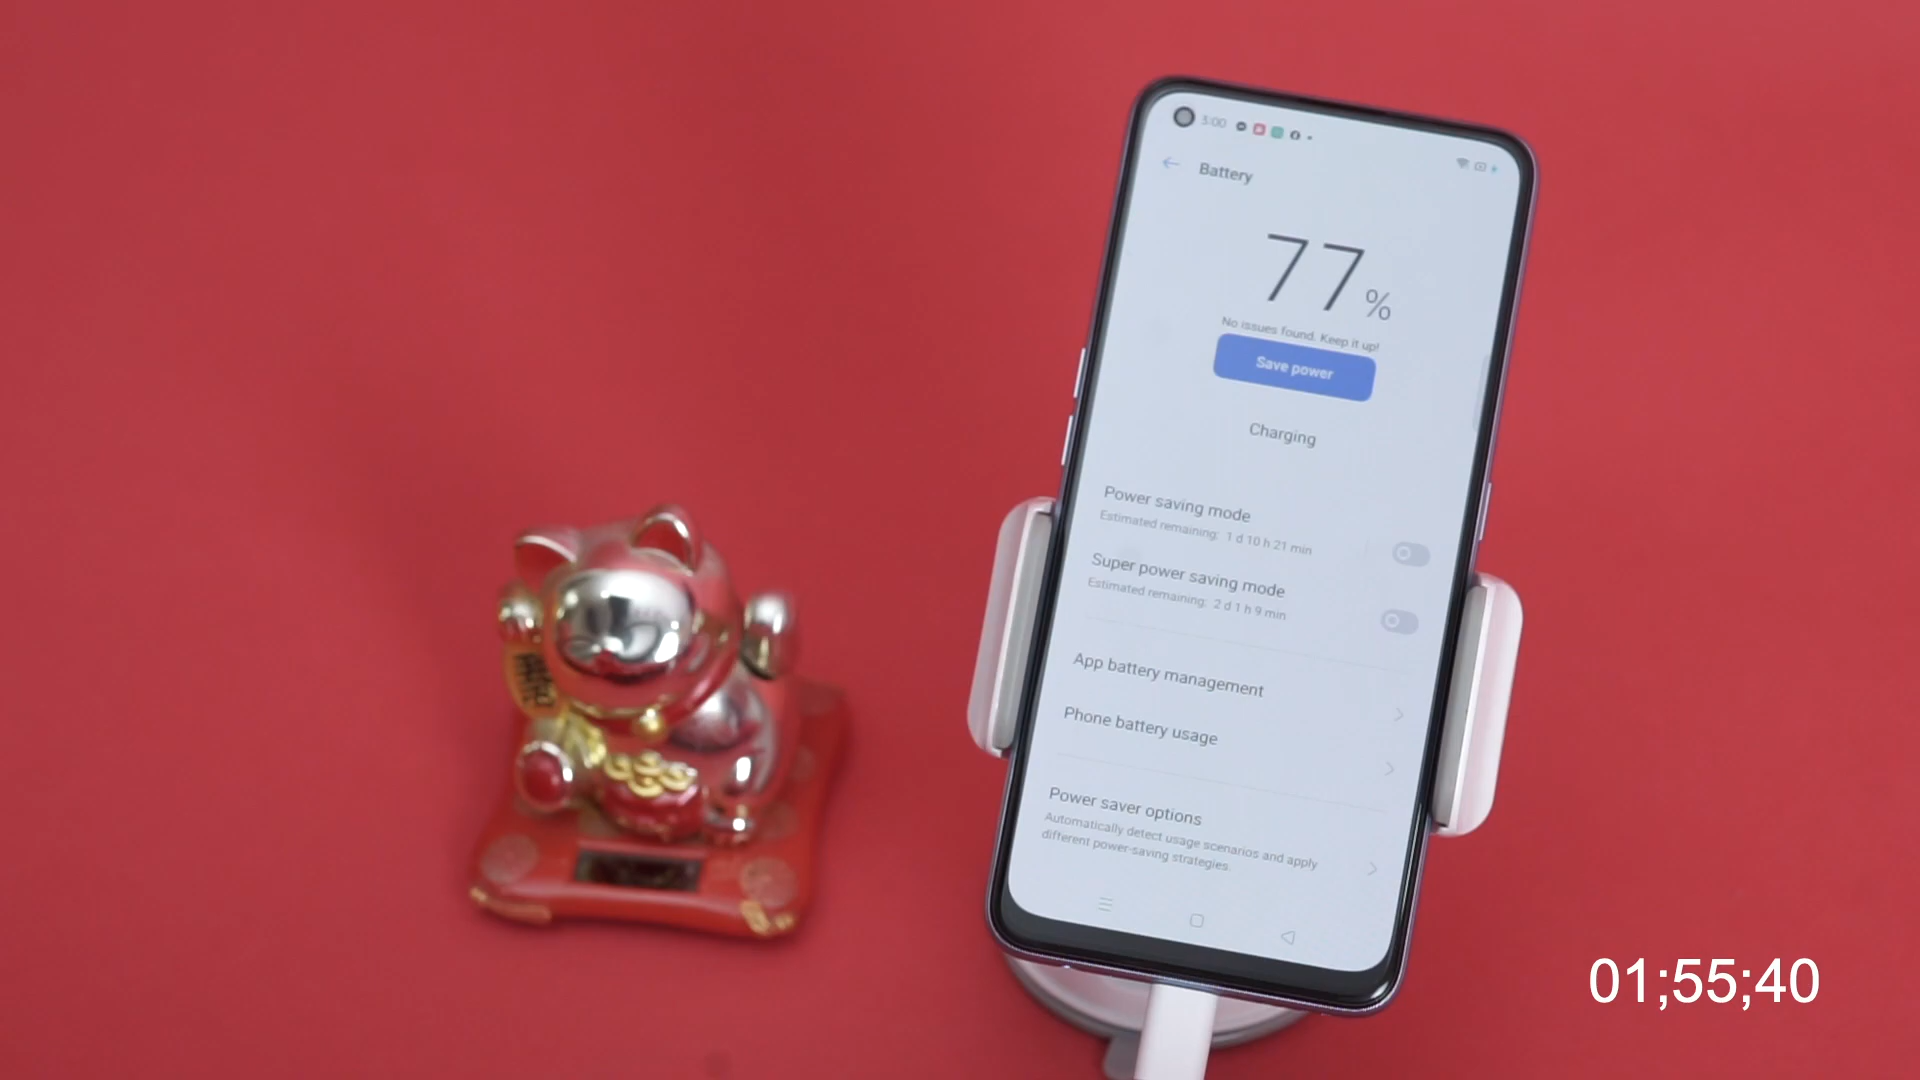 3:00
Battery
77%
No issues found. Keep it up!
Save power
Charging
Power saving mode
Estimated remaining: 1 d 10 h 21 min
Super power saving mode
Estimated remaining: 2 d 1 h 9 min
App battery management
Phone battery usage
Power saver options
Automatically detect usage scenarios and apply
different power-saving strategies.
01;55;40